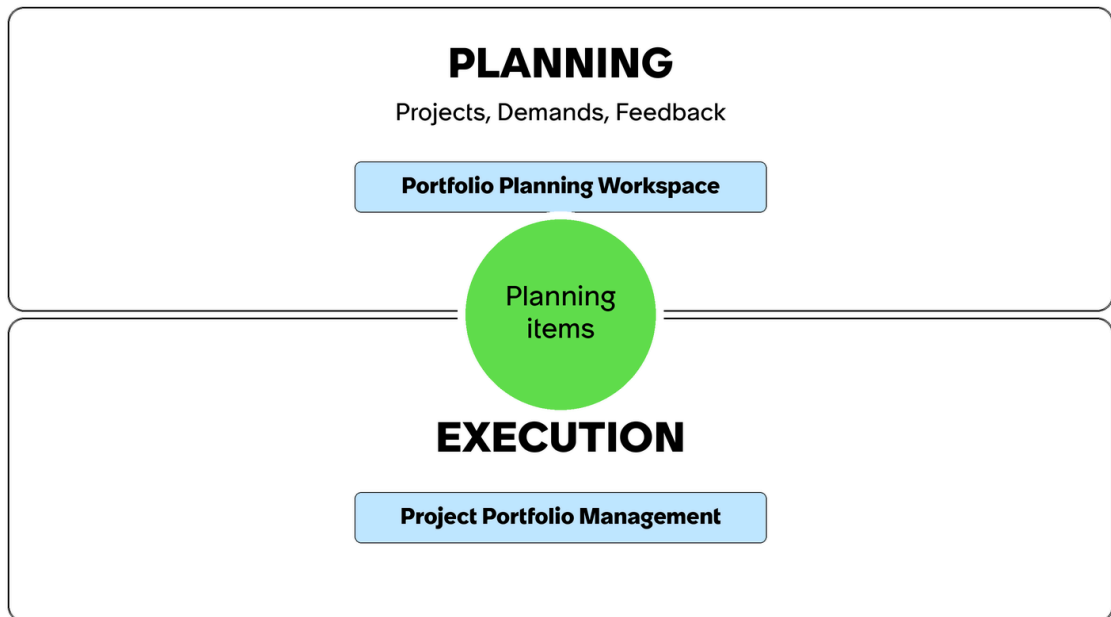 PLANNING
Projects, Demands, Feedback
Portfolio Planning Workspace
Planning
items
EXECUTION
Project Portfolio Management